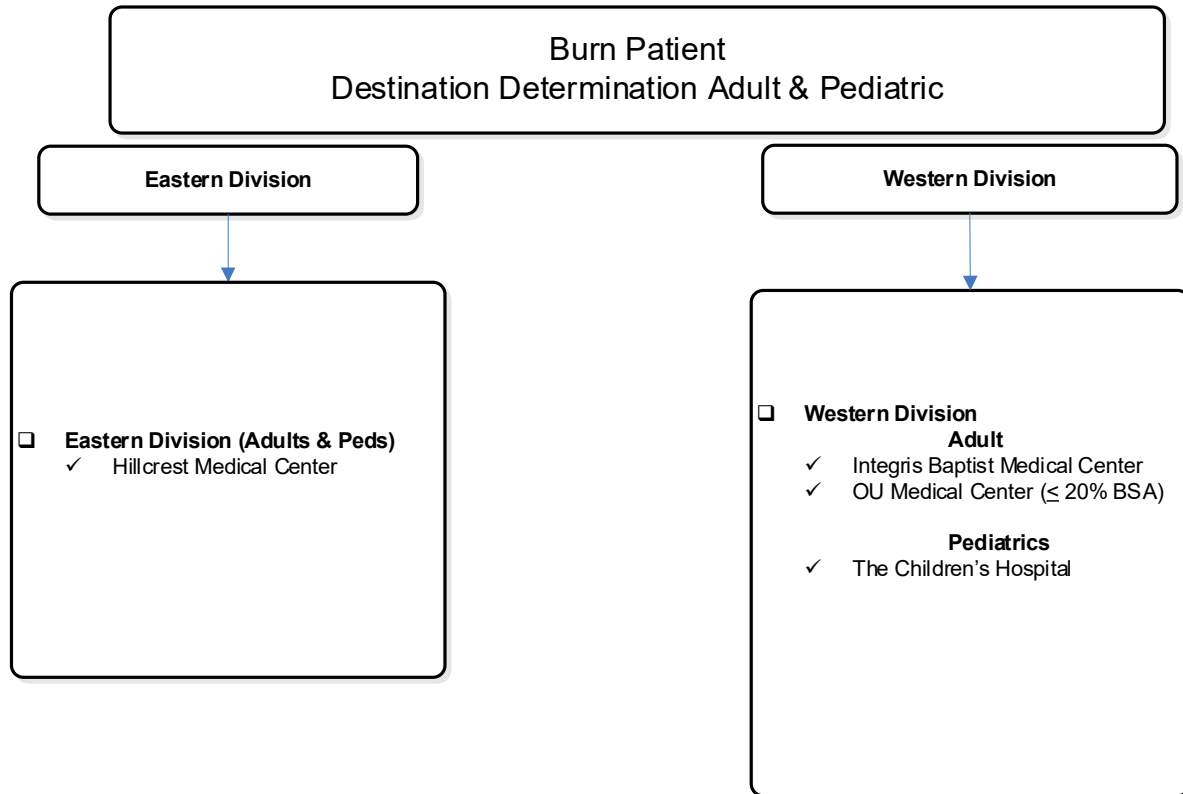 Burn Patient
Destination Determination Adult & Pediatric
Eastern Division
Western Division
❑ Eastern Division (Adults & Peds)
✓ Hillcrest Medical Center
❑ Western Division
Adult
✓ Integris Baptist Medical Center
✓ OU Medical Center (≤ 20% BSA)
Pediatrics
✓ The Children’s Hospital